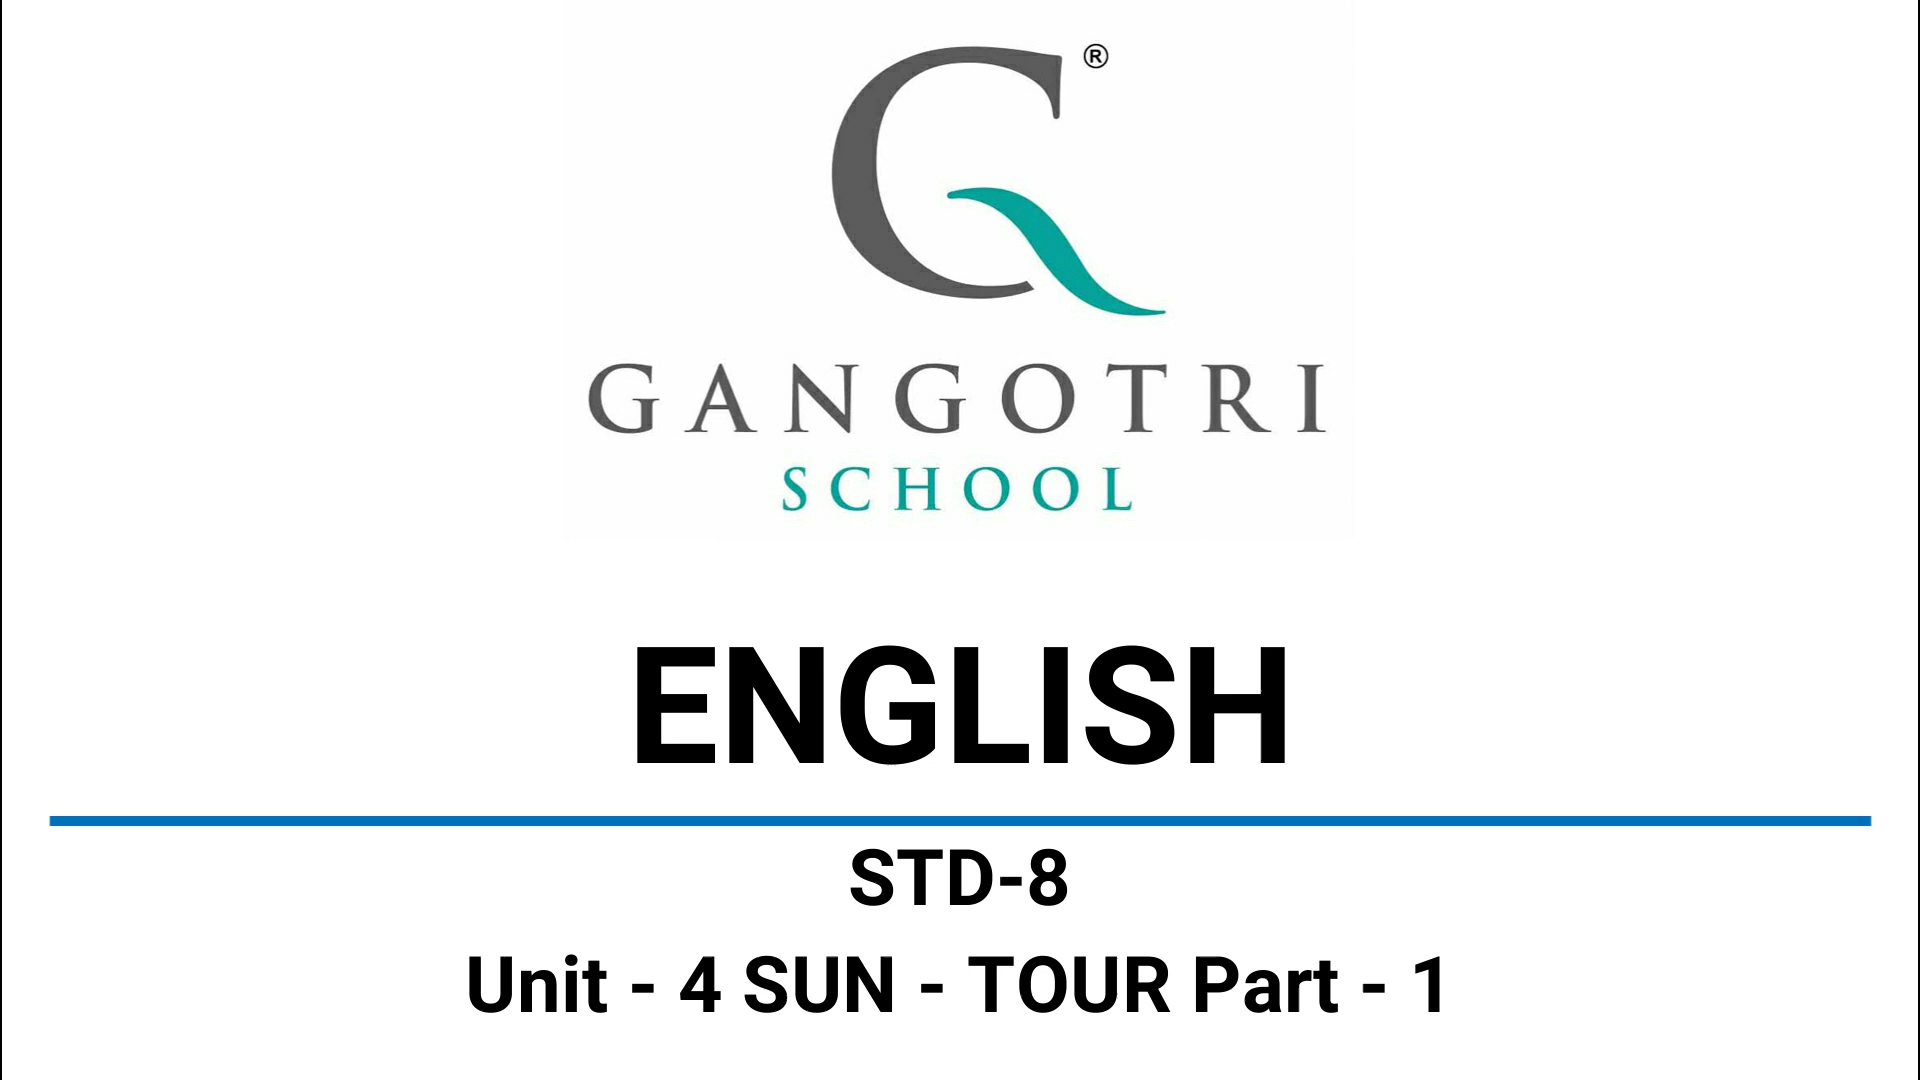 ®
GANGOTRI
SCHOOL
ENGLISH
STD-8
Unit - 4 SUN - TOUR Part - 1